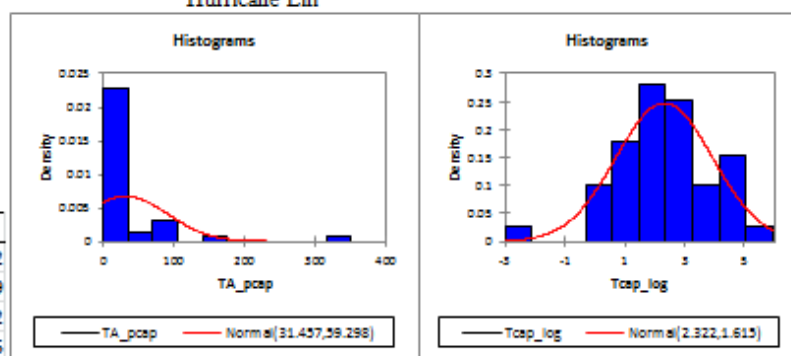 Hurricane
Histograms
Density
0.025
0.02
0.015
0.01
0.005
0
0 100 200 300 400
TA_pcap
TA_pcap Normal(31.457,59.298)
Histograms
Density
0.3
0.25
0.2
0.15
0.1
0.05
0
-3 -1 1 3 5
Tcap_log
Tcap_log Normal(2.322,1.615)